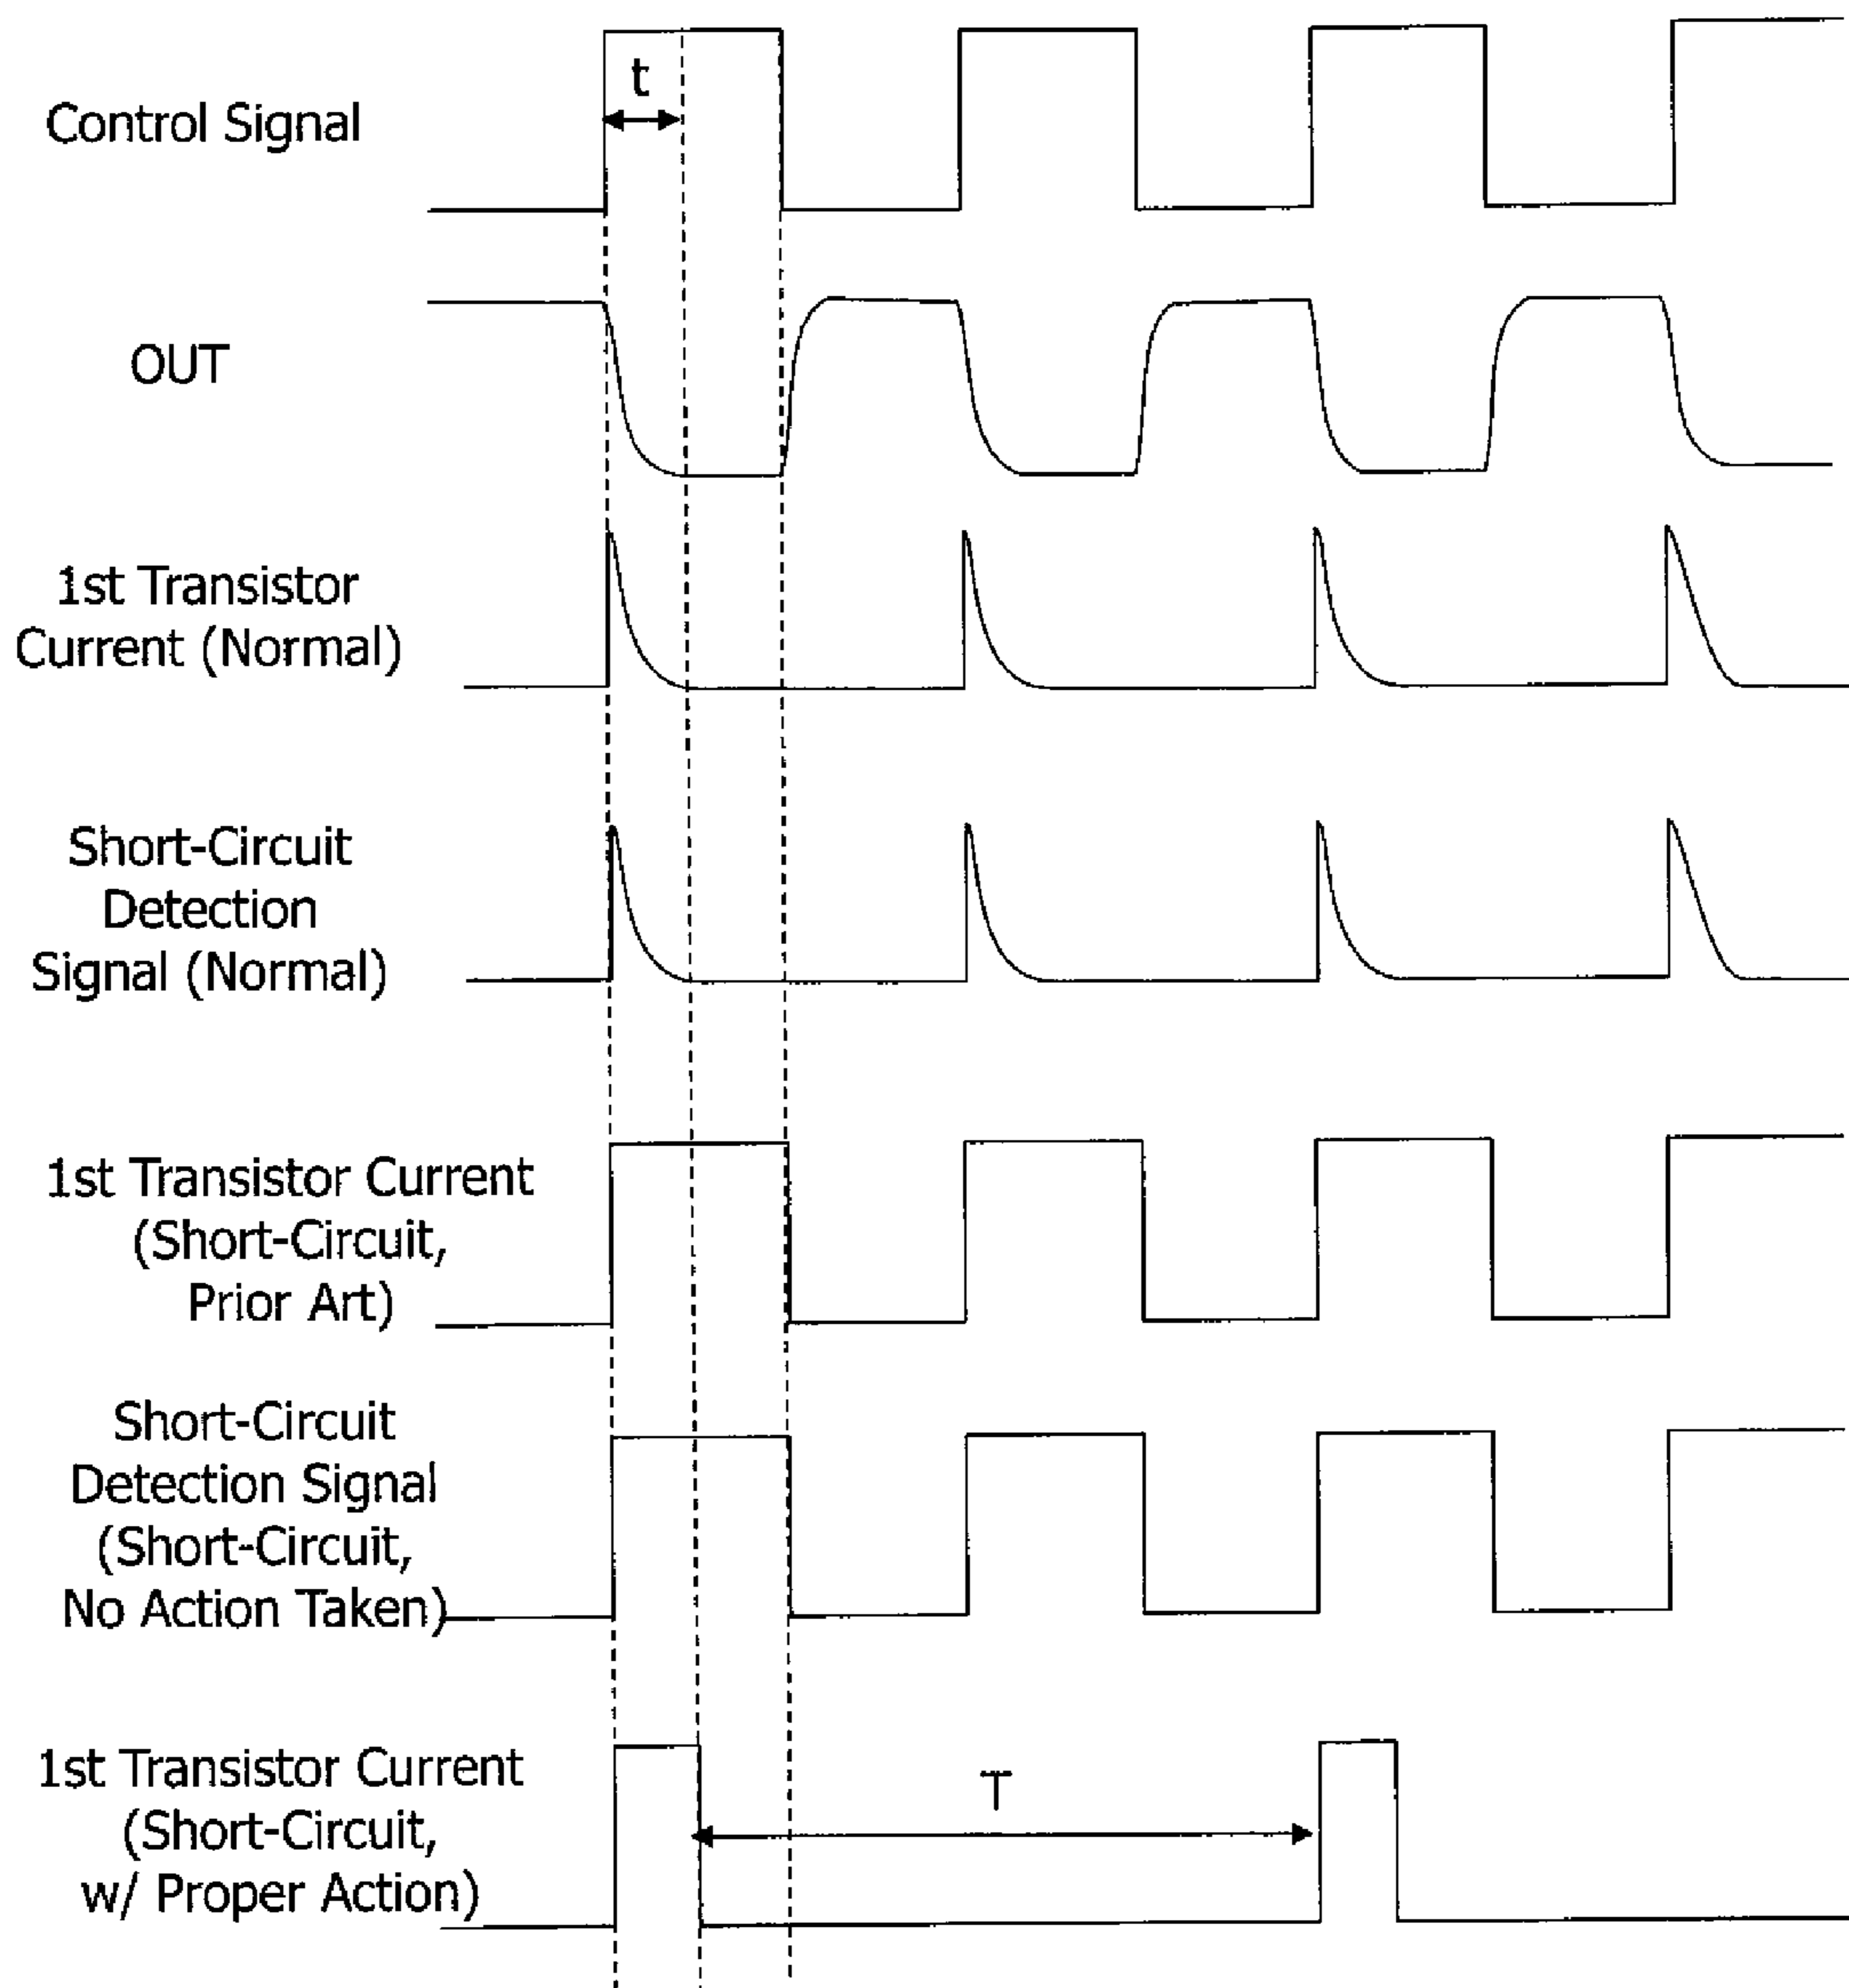 t
Control Signal
OUT
1st Transistor
Current (Normal)
Short-Circuit
Detection
Signal (Normal)
1st Transistor Current
(Short-Circuit,
Prior Art)
Short-Circuit
Detection Signal
(Short-Circuit,
No Action Taken)
1st Transistor Current
(Short-Circuit,
w/ Proper Action)
T